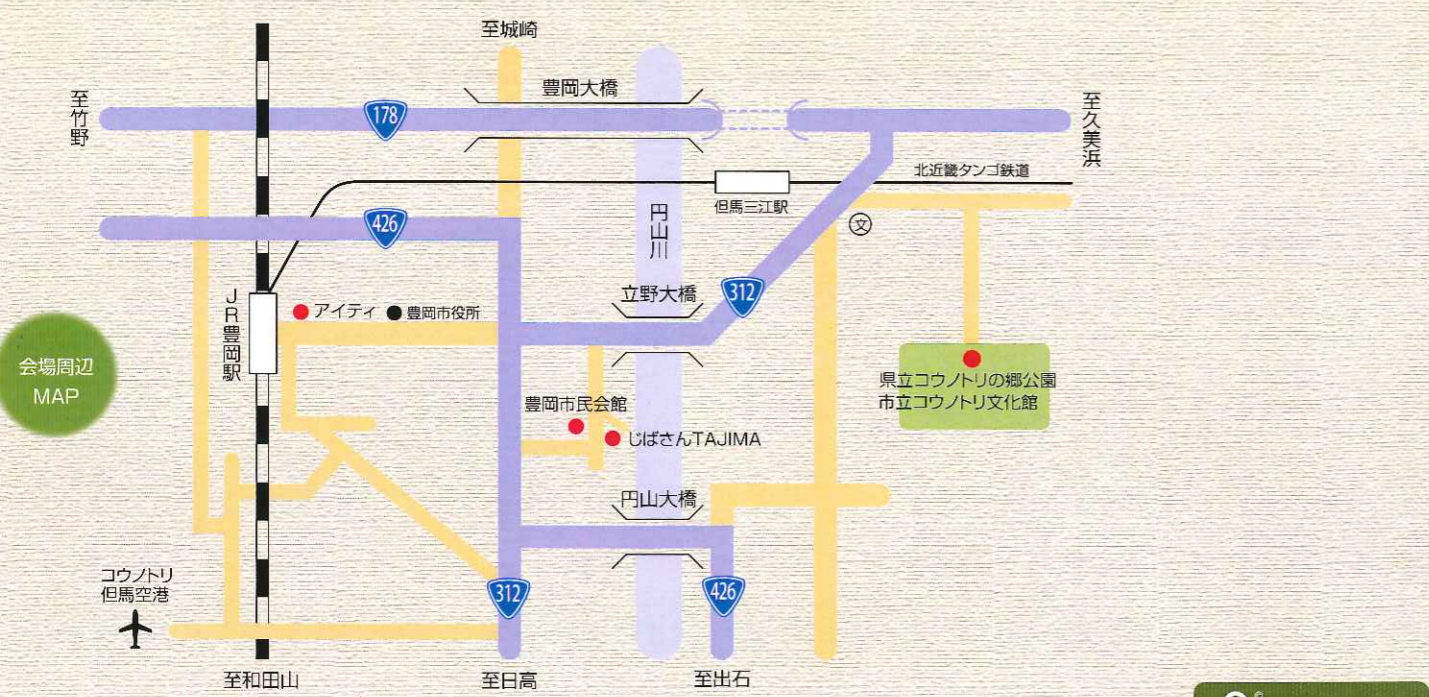 至城崎
豊岡大橋
至竹野
178
至久美浜
北近畿タンゴ鉄道
但馬三江駅
円山川
426
文
立野大橋
312
JR豊岡駅
アイティ
豊岡市役所
会場周辺
MAP
県立コウノトリの郷公園
市立コウノトリ文化館
豊岡市民会館
じばさんTAJIMA
円山大橋
コウノトリ
但馬空港
312
426
至和田山
至日高
至出石